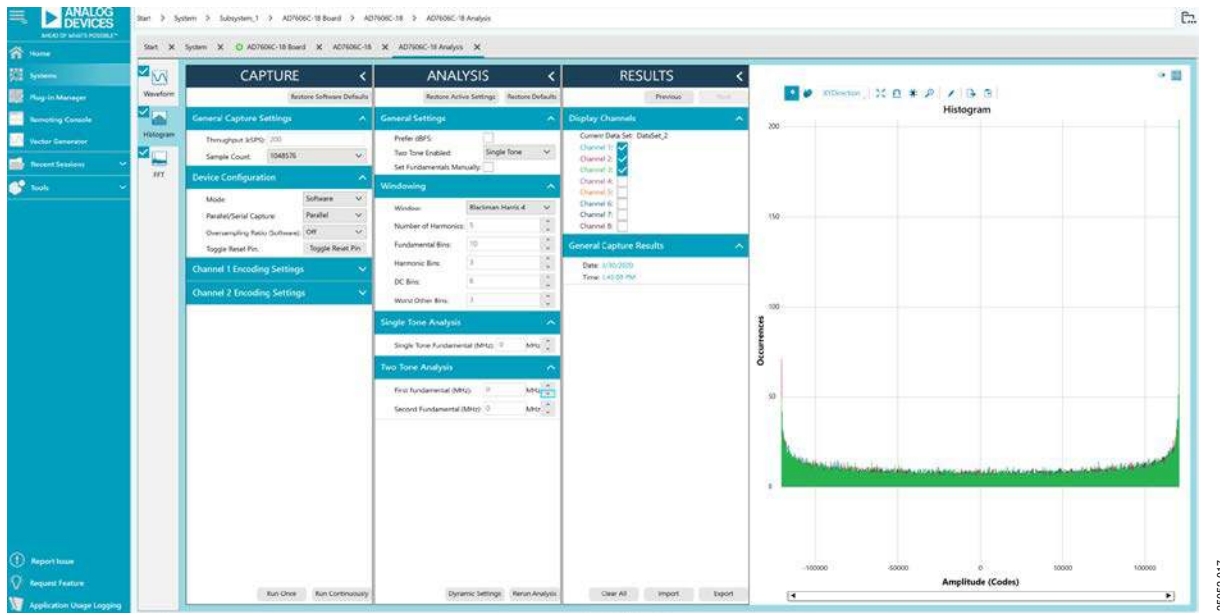 ANALOG
DEVICES
AHEAD OF WHAT'S POSSIBLE™
Home
Systems
Plug-in Manager
Remoting Console
Vector Generator
Recent Sessions
Tools
Report Issue
Request Feature
Application Usage Logging
Start > System > Subsystem_1 > AD7606C-18 Board > AD7606C-18 > AD7606C-18 Analysis
Start X System X AD7606C-18 Board X AD7606C-18 X AD7606C-18 Analysis X
Waveform
Histogram
FFT
CAPTURE
Restore Software Defaults
General Capture Settings
Throughput (kSPS): 200
Sample Count: 1048576
Device Configuration
Mode: Software
Parallel/Serial Capture: Parallel
Oversampling Ratio (Software): Off
Toggle Reset Pin: Toggle Reset Pin
Channel 1 Encoding Settings
Channel 2 Encoding Settings
Run Once Run Continuously
ANALYSIS
Restore Active Settings Restore Defaults
General Settings
Prefer dBFS:
Two Tone Enabled: Single Tone
Set Fundamentals Manually:
Windowing
Window: Blackman Harris 4
Number of Harmonics: 5
Fundamental Bins: 10
Harmonic Bins: 3
DC Bins: 6
Worst Other Bins: 3
Single Tone Analysis
Single Tone Fundamental (MHz): 0 MHz
Two Tone Analysis
First Fundamental (MHz): 0 MHz
Second Fundamental (MHz): 0 MHz
Dynamic Settings Rerun Analysis
RESULTS
Previous
Display Channels
Current Data Set: DataSet_2
Channel 1:
Channel 2:
Channel 3:
Channel 4:
Channel 5:
Channel 6:
Channel 7:
Channel 8:
General Capture Results
Date: 3/30/2020
Time: 1:40:08 PM
Clear All Import Export
XYDirection
Histogram
200
150
100
50
0
Occurrences
-100000 -50000 0 50000 100000
Amplitude (Codes)